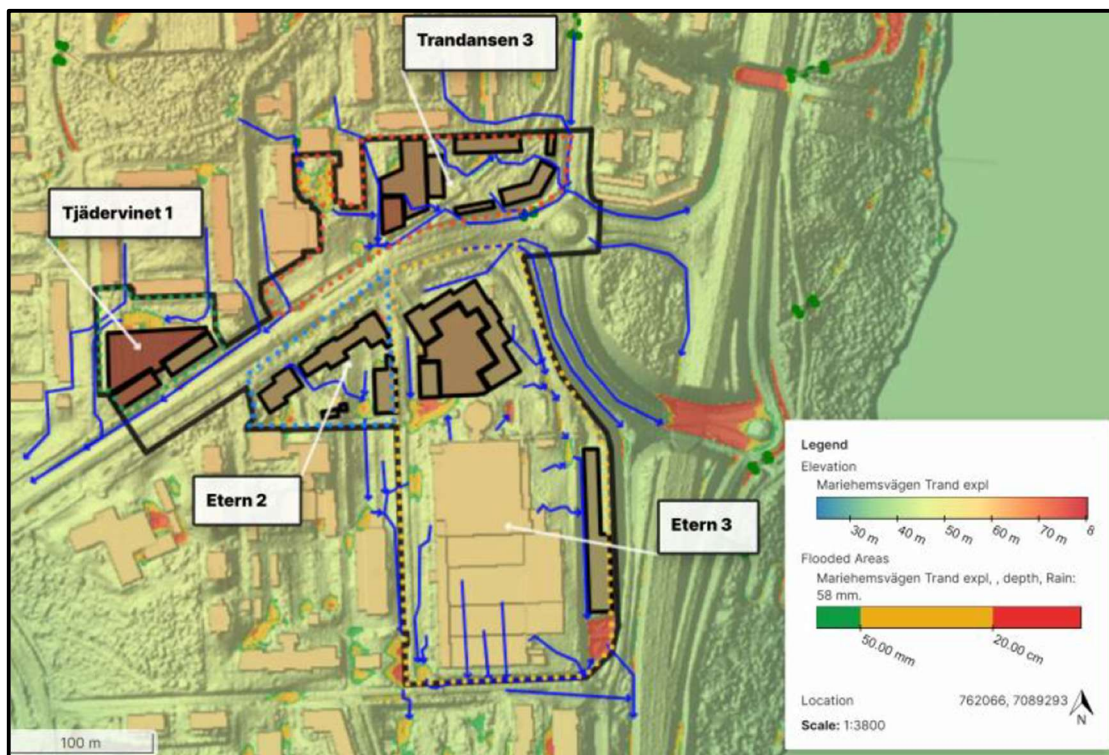 Trandansen 3
Tjädervinet 1
Etern 2
Etern 3
Legend
Elevation
Mariehemsvägen Trand expl
30 m
40 m
50 m
60 m
70 m
8
Flooded Areas
Mariehemsvägen Trand expl, , depth, Rain:
58 mm.
50.00 mm
20.00 cm
Location 762066, 7089293
Scale: 1:3800
N
100 m